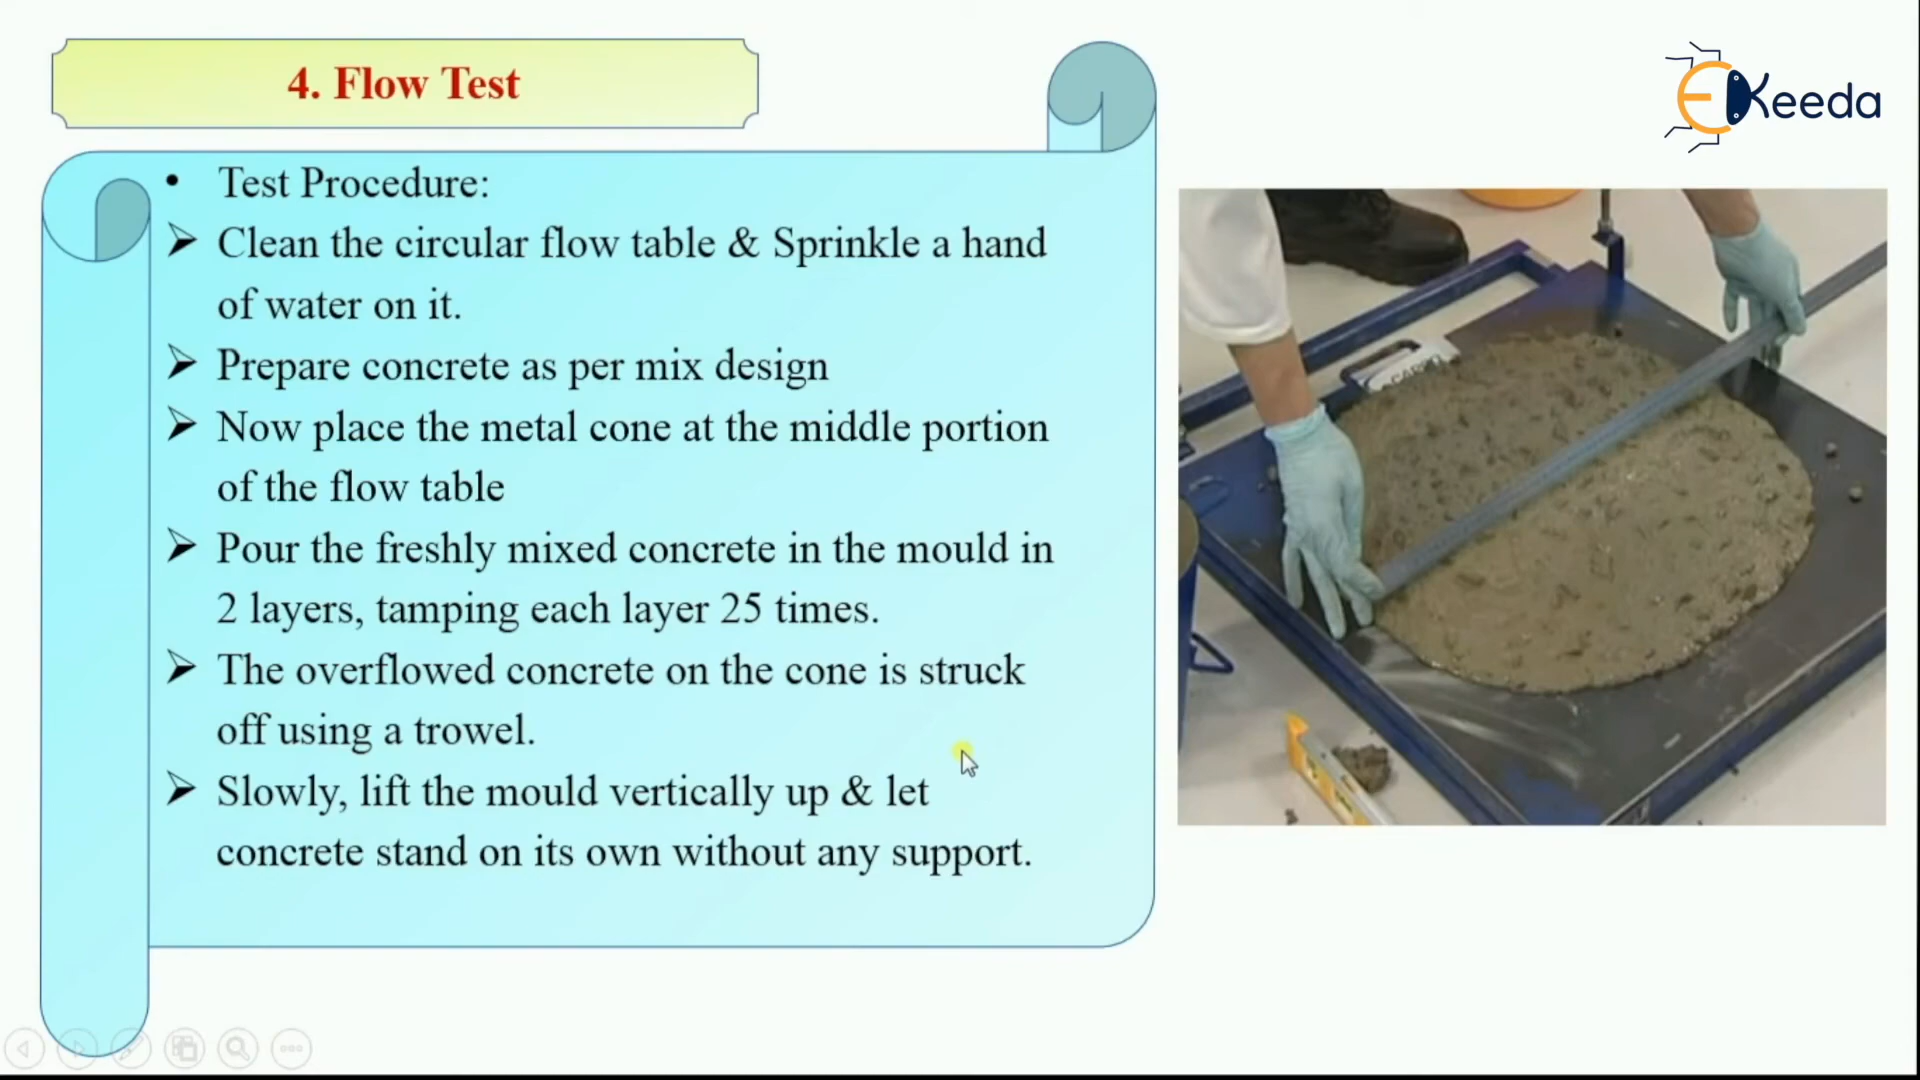 4. Flow Test
EKeeda
• Test Procedure:
➢ Clean the circular flow table & Sprinkle a hand
of water on it.
➢ Prepare concrete as per mix design
➢ Now place the metal cone at the middle portion
of the flow table
➢ Pour the freshly mixed concrete in the mould in
2 layers, tamping each layer 25 times.
➢ The overflowed concrete on the cone is struck
off using a trowel.
➢ Slowly, lift the mould vertically up & let
concrete stand on its own without any support.